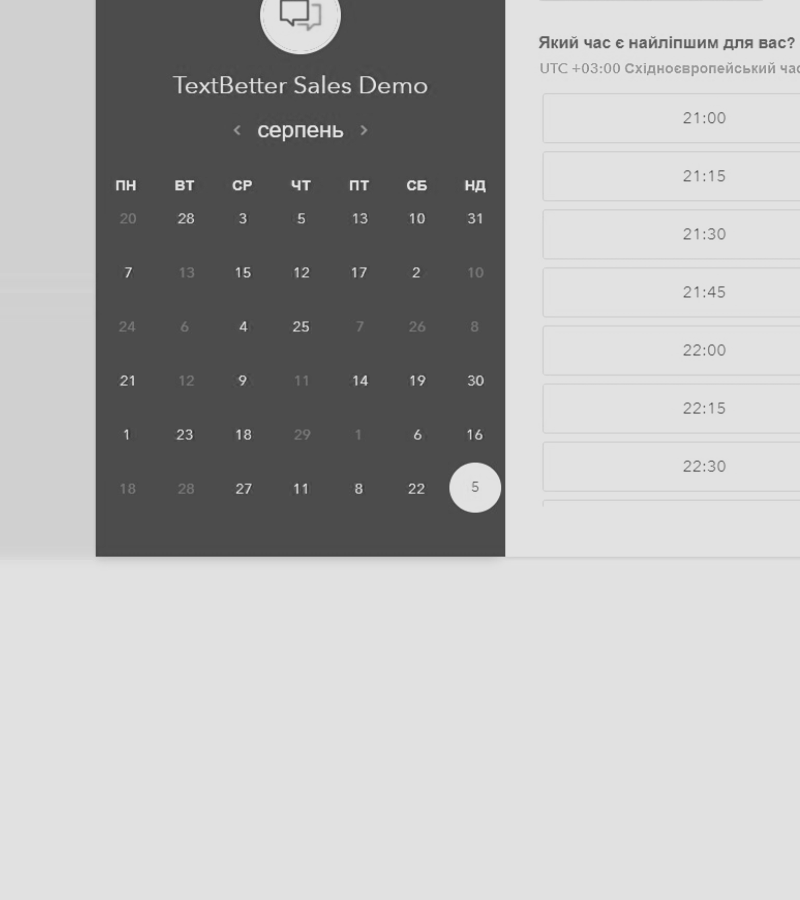 TextBetter Sales Demo
серпень
ПН ВТ СР ЧТ ПТ СБ НД
20 28 3 5 13 10 31
7 13 15 12 17 2 10
24 6 4 25 7 26 8
21 12 9 11 14 19 30
1 23 18 29 1 6 16
18 28 27 11 8 22 5
Який час є найліпшим для вас?
UTC +03:00 Східноєвропейський час
21:00
21:15
21:30
21:45
22:00
22:15
22:30